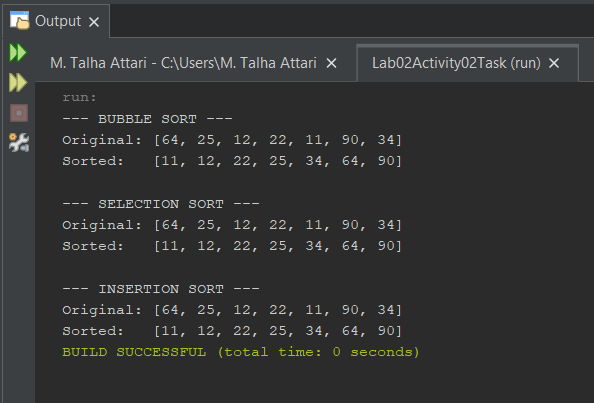 Output
M. Talha Attari - C:\Users\M. Talha Attari
Lab02Activity02Task (run)
run:
--- BUBBLE SORT ---
Original: [64, 25, 12, 22, 11, 90, 34]
Sorted:   [11, 12, 22, 25, 34, 64, 90]
--- SELECTION SORT ---
Original: [64, 25, 12, 22, 11, 90, 34]
Sorted:   [11, 12, 22, 25, 34, 64, 90]
--- INSERTION SORT ---
Original: [64, 25, 12, 22, 11, 90, 34]
Sorted:   [11, 12, 22, 25, 34, 64, 90]
BUILD SUCCESSFUL (total time: 0 seconds)